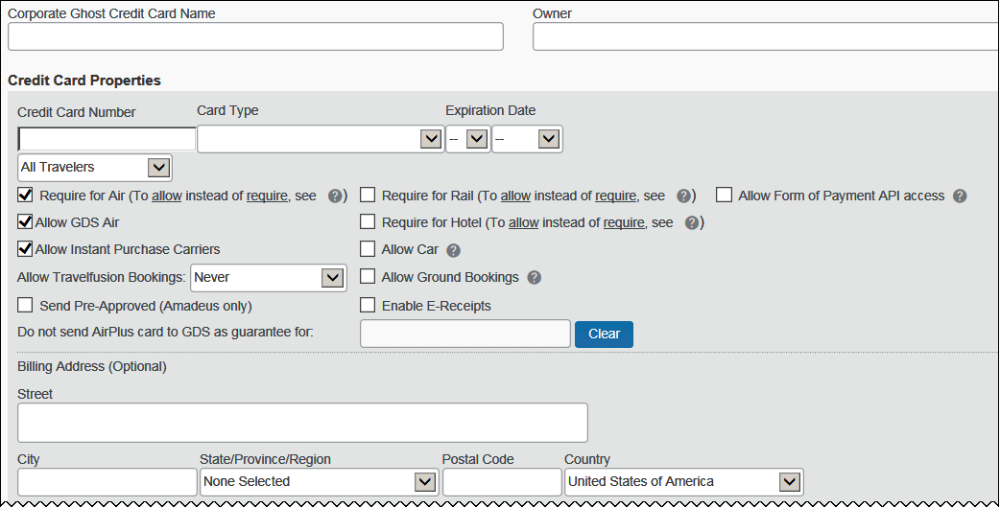 Corporate Ghost Credit Card Name Owner
Credit Card Properties
Credit Card Number Card Type Expiration Date
-- --
All Travelers
Require for Air (To allow instead of require, see ?) Require for Rail (To allow instead of require, see ?) Allow Form of Payment API access ?
Allow GDS Air Require for Hotel (To allow instead of require, see ?)
Allow Instant Purchase Carriers Allow Car ?
Allow Travelfusion Bookings: Never Allow Ground Bookings ?
Send Pre-Approved (Amadeus only) Enable E-Receipts
Do not send AirPlus card to GDS as guarantee for: Clear
Billing Address (Optional)
Street
City State/Province/Region Postal Code Country
None Selected United States of America